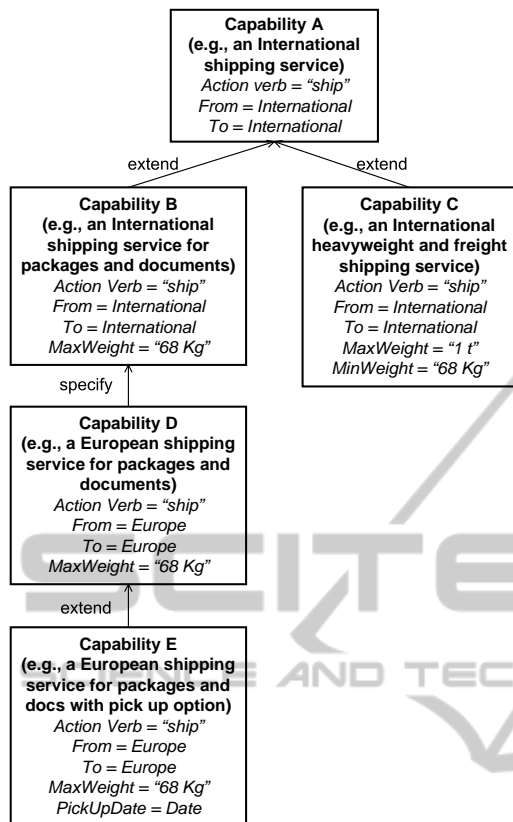 Capability A
(e.g., an International
shipping service)
Action verb = “ship”
From = International
To = International
extend
extend
Capability B
(e.g., an International
shipping service for
packages and documents)
Action Verb = “ship”
From = International
To = International
MaxWeight = “68 Kg”
Capability C
(e.g., an International
heavyweight and freight
shipping service)
Action Verb = “ship”
From = International
To = International
MaxWeight = “1 t”
MinWeight = “68 Kg”
specify
Capability D
(e.g., a European shipping
service for packages and
documents)
Action Verb = “ship”
From = Europe
To = Europe
MaxWeight = “68 Kg”
extend
Capability E
(e.g., a European shipping
service for packages and
docs with pick up option)
Action Verb = “ship”
From = Europe
To = Europe
MaxWeight = “68 Kg”
PickUpDate = Date
SCITE
SCIENCE AND TEC